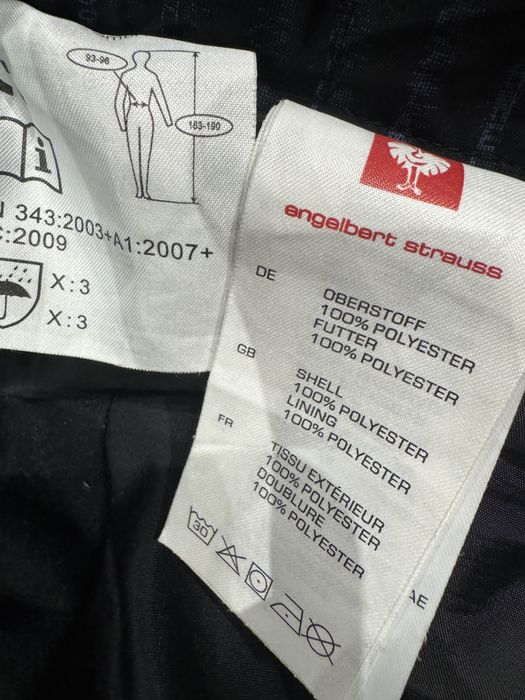 93-96
183-190
343:2003+A1:2007+
:2009
X:3
X:3
engelbert strauss
DE
OBERSTOFF
100% POLYESTER
FUTTER
100% POLYESTER
GB
SHELL
100% POLYESTER
LINING
100% POLYESTER
FR
TISSU EXTÉRIEUR
100% POLYESTER
DOUBLURE
100% POLYESTER
30
AE